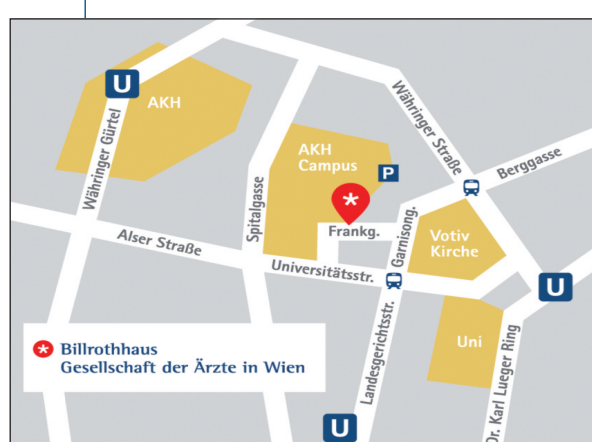 U
AKH
Währinger Gürtel
Spitalgasse
AKH
Campus
P
Währinger Straße
Berggasse
Frankg.
Garnisong.
Votiv
Kirche
Alser Straße
Universitätsstr.
U
Landesgerichtsstr.
Uni
Dr. Karl Lueger Ring
Billrothhaus
Gesellschaft der Ärzte in Wien
U